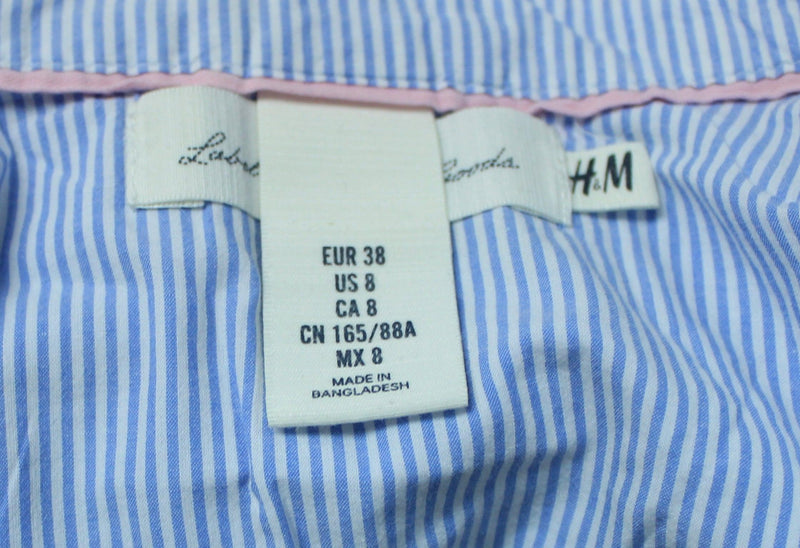 H&M
EUR 38
US 8
CA 8
CN 165/88A
MX 8
MADE IN
BANGLADESH